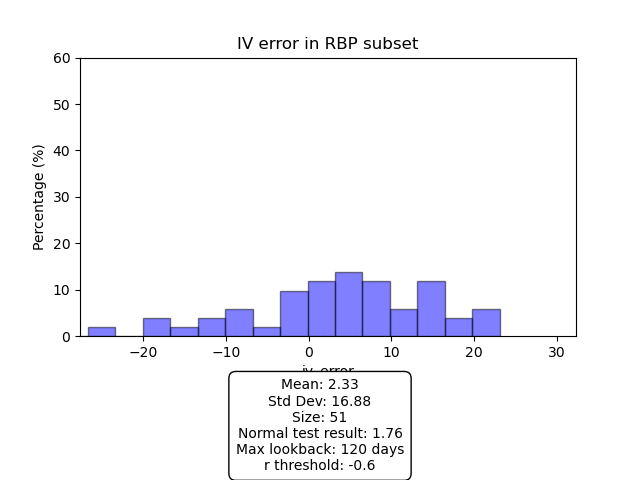 IV error in RBP subset
Percentage (%)
60
50
40
30
20
10
0
−20
−10
0
10
20
30
iv_error
Mean: 2.33
Std Dev: 16.88
Size: 51
Normal test result: 1.76
Max lookback: 120 days
r threshold: -0.6